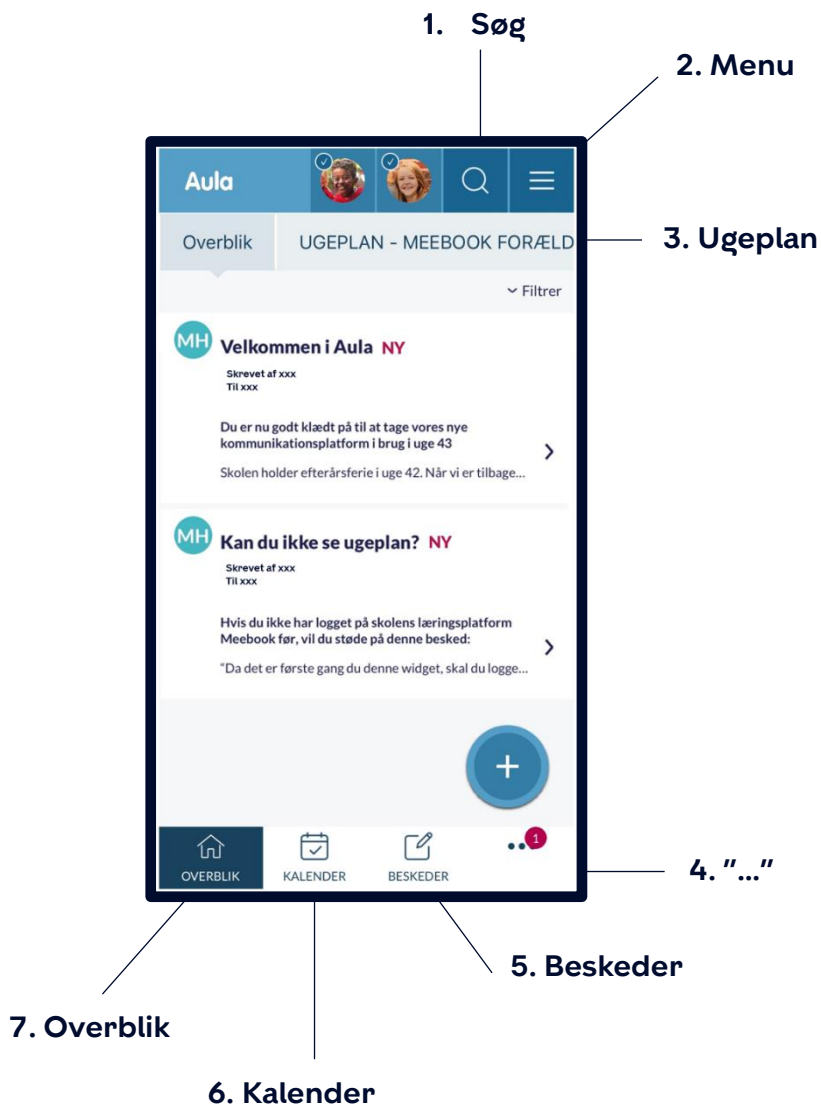 1. Søg
2. Menu
Aula
Overblik
UGEPLAN - MEEBOOK FORÆLD
3. Ugeplan
Filtrer
MH
Velkommen i Aula NY
Skrevet af xxx
Til xxx
Du er nu godt klædt på til at tage vores nye
kommunikationsplatform i brug i uge 43
Skolen holder efterårsferie i uge 42. Når vi er tilbage...
MH
Kan du ikke se ugeplan? NY
Skrevet af xxx
Til xxx
Hvis du ikke har logget på skolens læringsplatform
Meebook før, vil du støde på denne besked:
"Da det er første gang du denne widget, skal du logge...
+
1
OVERBLIK
KALENDER
BESKEDER
4. "..."
5. Beskeder
7. Overblik
6. Kalender